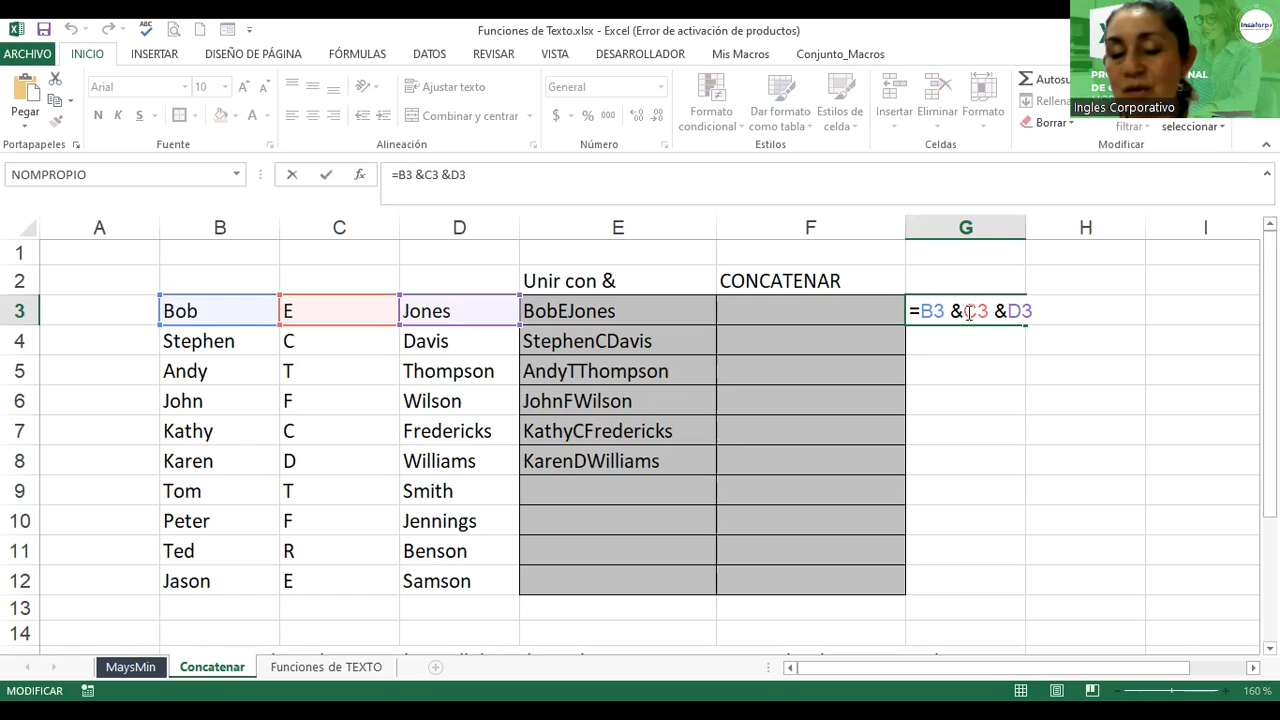 Funciones de Texto.xlsx - Excel (Error de activación de productos)
ARCHIVO INICIO INSERTAR DISEÑO DE PÁGINA FÓRMULAS DATOS REVISAR VISTA DESARROLLADOR Mis Macros Conjunto_Macros
Pegar
Arial 10
N K S A
Ajustar texto
Combinar y centrar
General
$ % 000
Formato condicional
Dar formato como tabla
Estilos de celda
Insertar Eliminar Formato
Autosu
Rellena
Borrar
filtrar seleccionar
Portapapeles Fuente Alineación Número Estilos Celdas Modificar
Insaforp
Ingles Corporativo
NOMPROPIO fx =B3 &C3 &D3
A B C D E F G H I
1
2 Unir con & CONCATENAR
3 Bob E Jones BobEJones =B3 &C3 &D3
4 Stephen C Davis StephenCDavis
5 Andy T Thompson AndyTThompson
6 John F Wilson JohnFWilson
7 Kathy C Fredericks KathyCFredericks
8 Karen D Williams KarenDWilliams
9 Tom T Smith
10 Peter F Jennings
11 Ted R Benson
12 Jason E Samson
13
14
MaysMin Concatenar Funciones de TEXTO
MODIFICAR 160 %